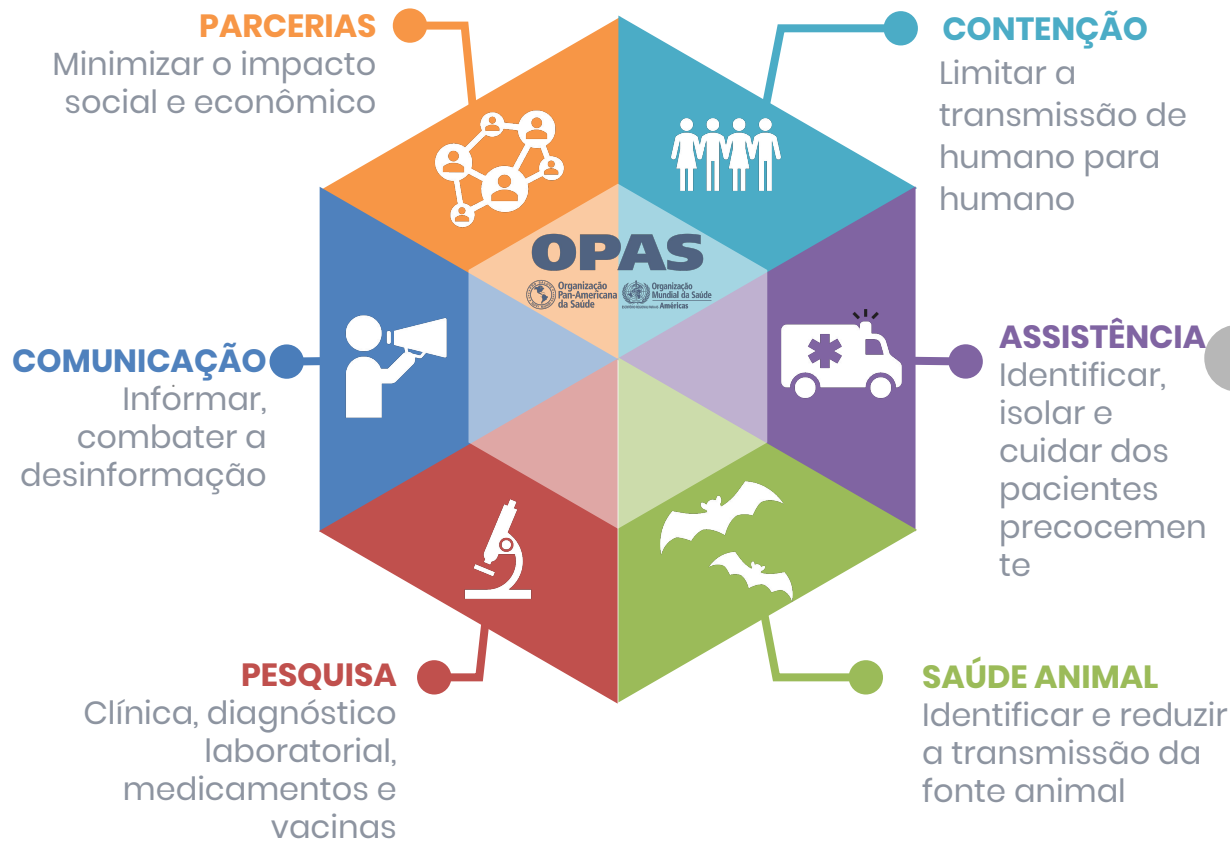 PARCERIAS
Minimizar o impacto
social e econômico
CONTENÇÃO
Limitar a
transmissão de
humano para
humano
OPAS
Organização
Pan-Americana
da Saúde
Organização
Mundial da Saúde
Américas
COMUNICAÇÃO
Informar,
combater a
desinformação
ASSISTÊNCIA
Identificar,
isolar e
cuidar dos
pacientes
precocemen
te
PESQUISA
Clínica, diagnóstico
laboratorial,
medicamentos e
vacinas
SAÚDE ANIMAL
Identificar e reduzir
a transmissão da
fonte animal